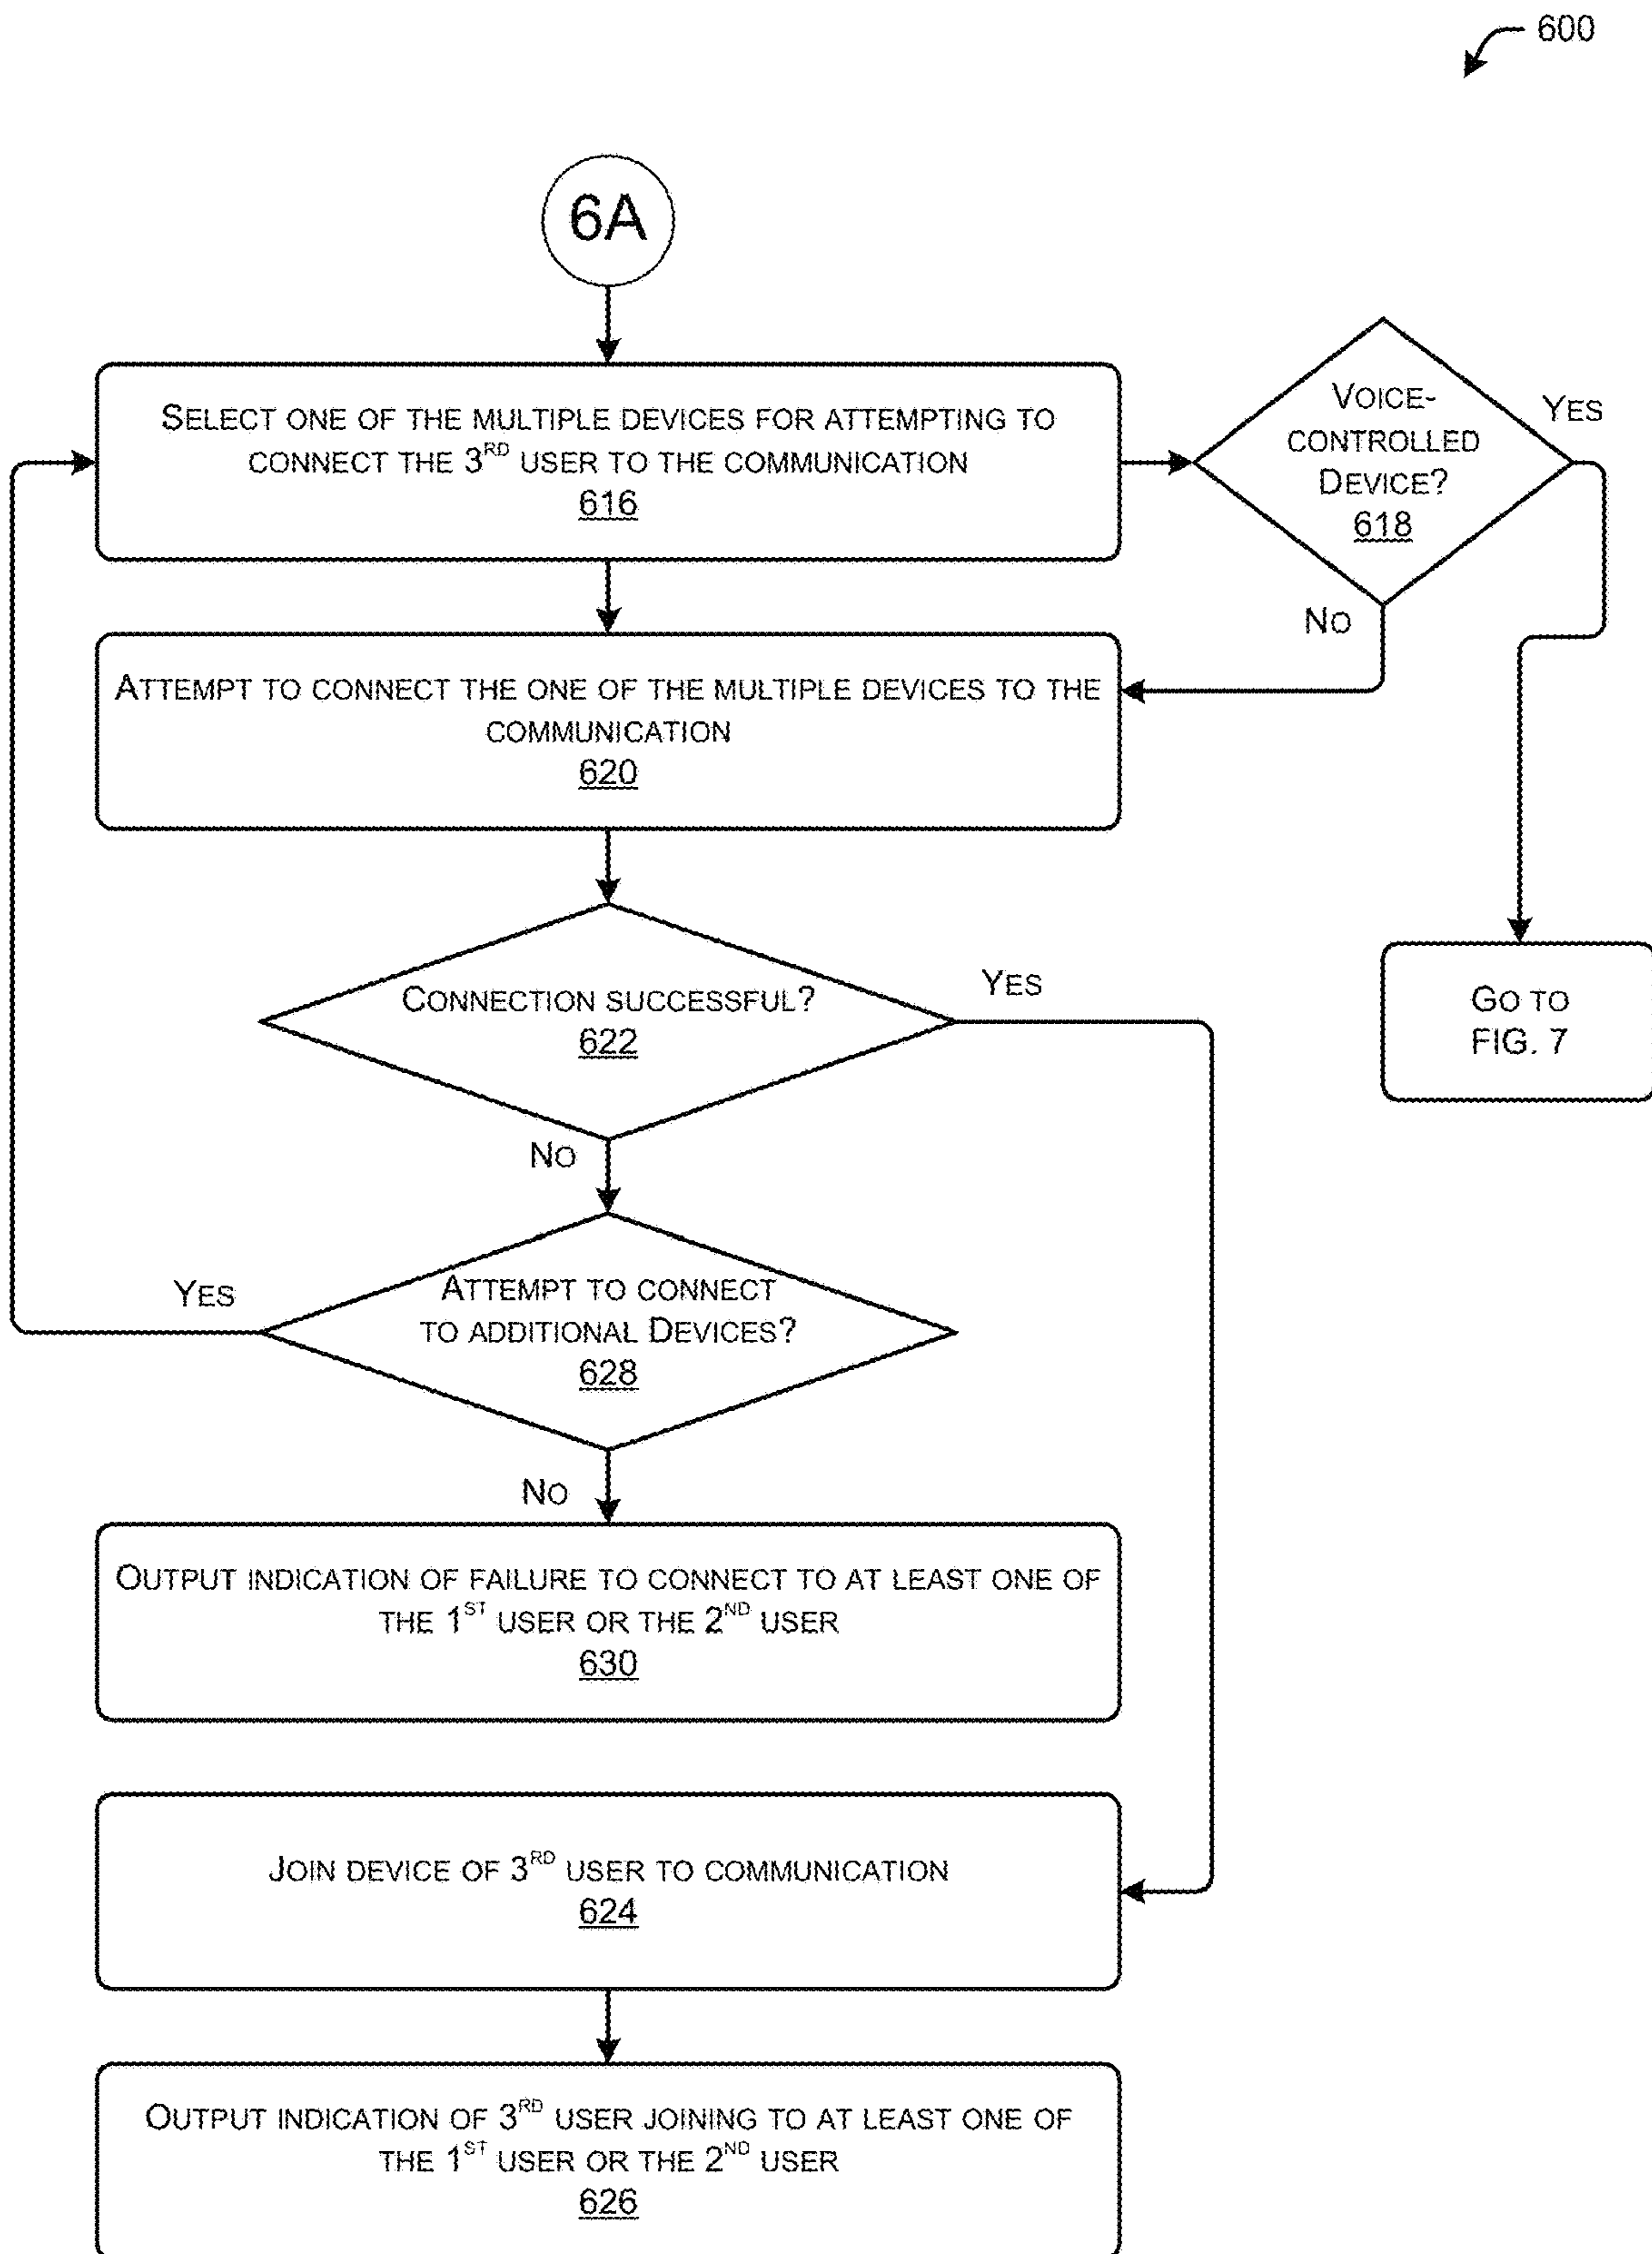 600
6A
SELECT ONE OF THE MULTIPLE DEVICES FOR ATTEMPTING TO
CONNECT THE 3RD USER TO THE COMMUNICATION
616
VOICE-
CONTROLLED
DEVICE?
618
YES
NO
ATTEMPT TO CONNECT THE ONE OF THE MULTIPLE DEVICES TO THE
COMMUNICATION
620
CONNECTION SUCCESSFUL?
622
YES
NO
GO TO
FIG. 7
ATTEMPT TO CONNECT
TO ADDITIONAL DEVICES?
628
YES
NO
OUTPUT INDICATION OF FAILURE TO CONNECT TO AT LEAST ONE OF
THE 1ST USER OR THE 2ND USER
630
JOIN DEVICE OF 3RD USER TO COMMUNICATION
624
OUTPUT INDICATION OF 3RD USER JOINING TO AT LEAST ONE OF
THE 1ST USER OR THE 2ND USER
626